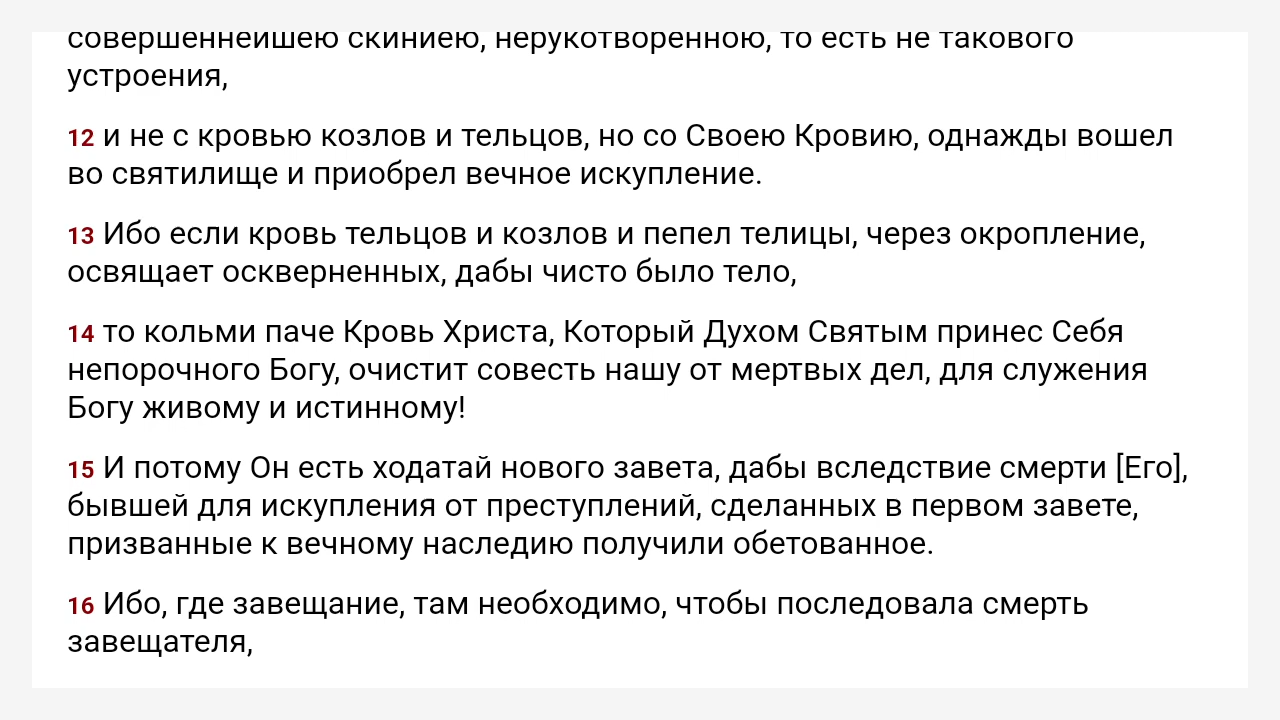 совершеннейшею скиниею, нерукотворенною, то есть не такового
устроения,
12 и не с кровью козлов и тельцов, но со Своею Кровию, однажды вошел
во святилище и приобрел вечное искупление.
13 Ибо если кровь тельцов и козлов и пепел телицы, через окропление,
освящает оскверненных, дабы чисто было тело,
14 то кольми паче Кровь Христа, Который Духом Святым принес Себя
непорочного Богу, очистит совесть нашу от мертвых дел, для служения
Богу живому и истинному!
15 И потому Он есть ходатай нового завета, дабы вследствие смерти [Его],
бывшей для искупления от преступлений, сделанных в первом завете,
призванные к вечному наследию получили обетованное.
16 Ибо, где завещание, там необходимо, чтобы последовала смерть
завещателя,